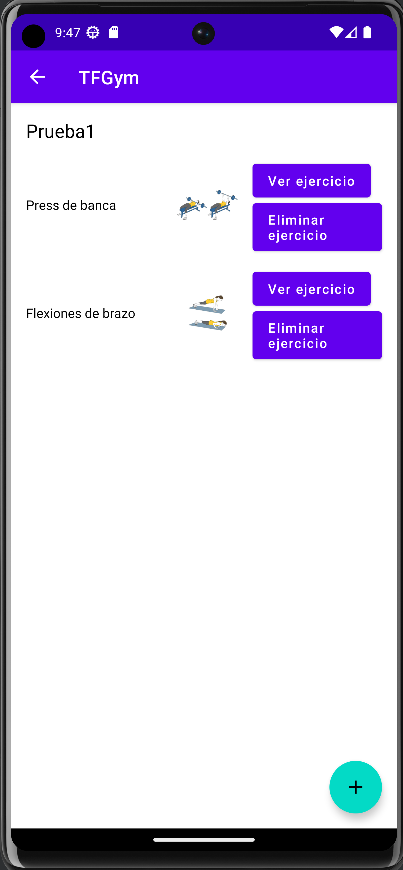 9:47
TFGym
Prueba1
Press de banca
Ver ejercicio
Eliminar
ejercicio
Flexiones de brazo
Ver ejercicio
Eliminar
ejercicio
+